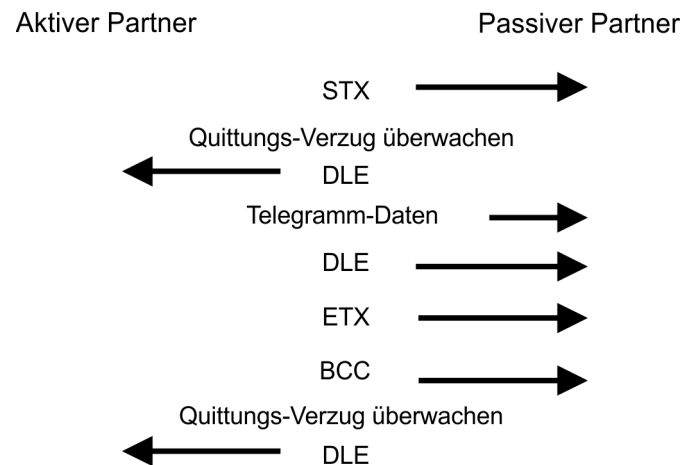 Aktiver Partner Passiver Partner
STX
Quittungs-Verzug überwachen
DLE
Telegramm-Daten
DLE
ETX
BCC
Quittungs-Verzug überwachen
DLE